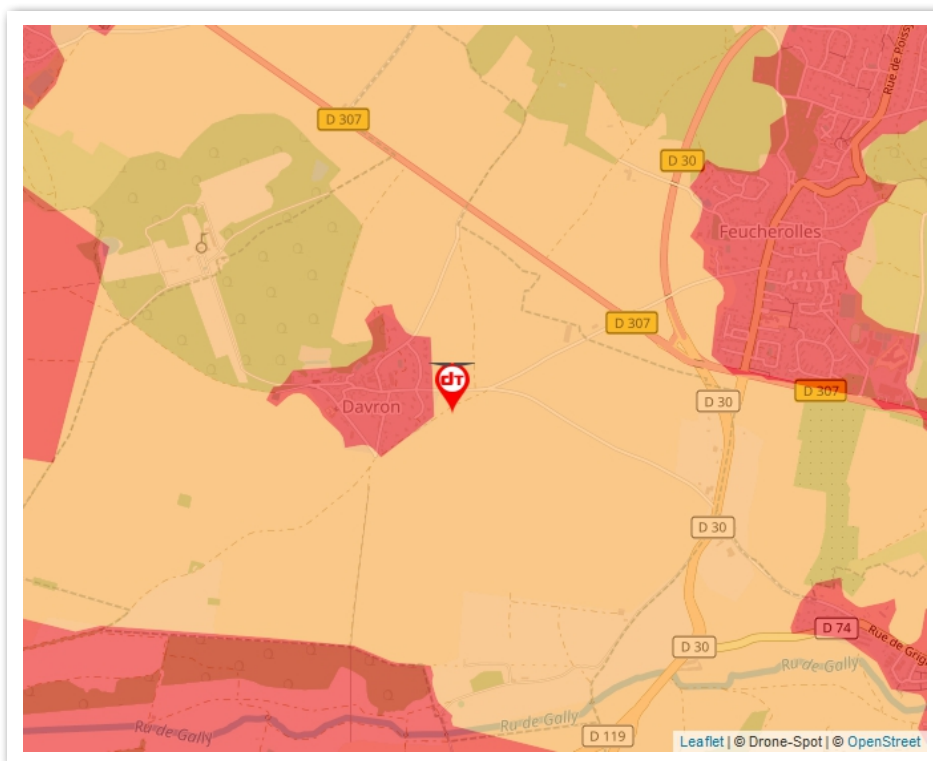 Rue de Poissy
D 307
D 30
Feucherolles
D 307
D 307
D 30
dT
Davron
D 30
D 74
Rue de Grig
D 30
Ru de Gally
Ru de Gally
Ru de Gally
D 119
Leaflet | © Drone-Spot | © OpenStreet